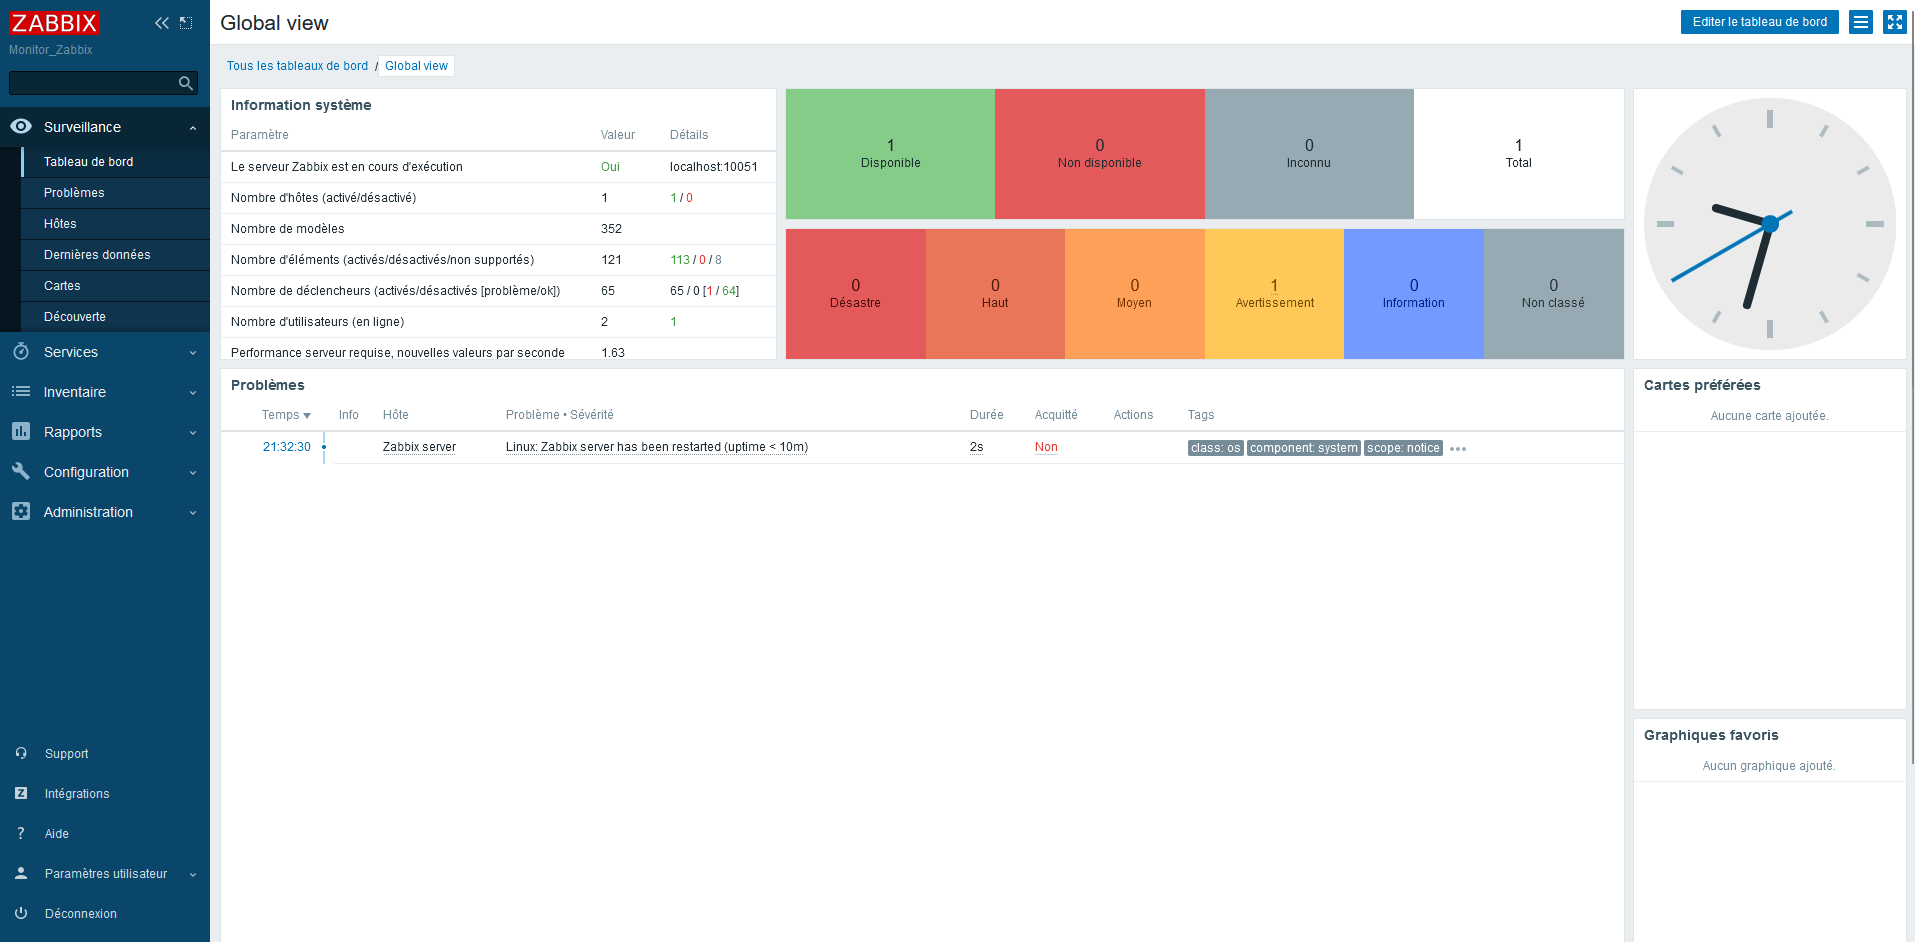 ZABBIX
Monitor_Zabbix
Surveillance
Tableau de bord
Problèmes
Hôtes
Dernières données
Cartes
Découverte
Services
Inventaire
Rapports
Configuration
Administration
Support
Intégrations
? Aide
Paramètres utilisateur
Déconnexion
Global view
Editer le tableau de bord
Tous les tableaux de bord / Global view
Information système
Paramètre Valeur Détails
Le serveur Zabbix est en cours d'exécution Oui localhost:10051
Nombre d'hôtes (activé/désactivé) 1 1 / 0
Nombre de modèles 352
Nombre d'éléments (activés/désactivés/non supportés) 121 113 / 0 / 8
Nombre de déclencheurs (activés/désactivés [problème/ok]) 65 65 / 0 [1 / 64]
Nombre d'utilisateurs (en ligne) 2 1
Performance serveur requise, nouvelles valeurs par seconde 1.63
1 0 0 1
Disponible Non disponible Inconnu Total
0 0 0 1 0 0
Désastre Haut Moyen Avertissement Information Non classé
Problèmes
Temps Info Hôte Problème • Sévérité Durée Acquitté Actions Tags
21:32:30 Zabbix server Linux: Zabbix server has been restarted (uptime < 10m) 2s Non class: os component: system scope: notice •••
Cartes préférées
Aucune carte ajoutée.
Graphiques favoris
Aucun graphique ajouté.